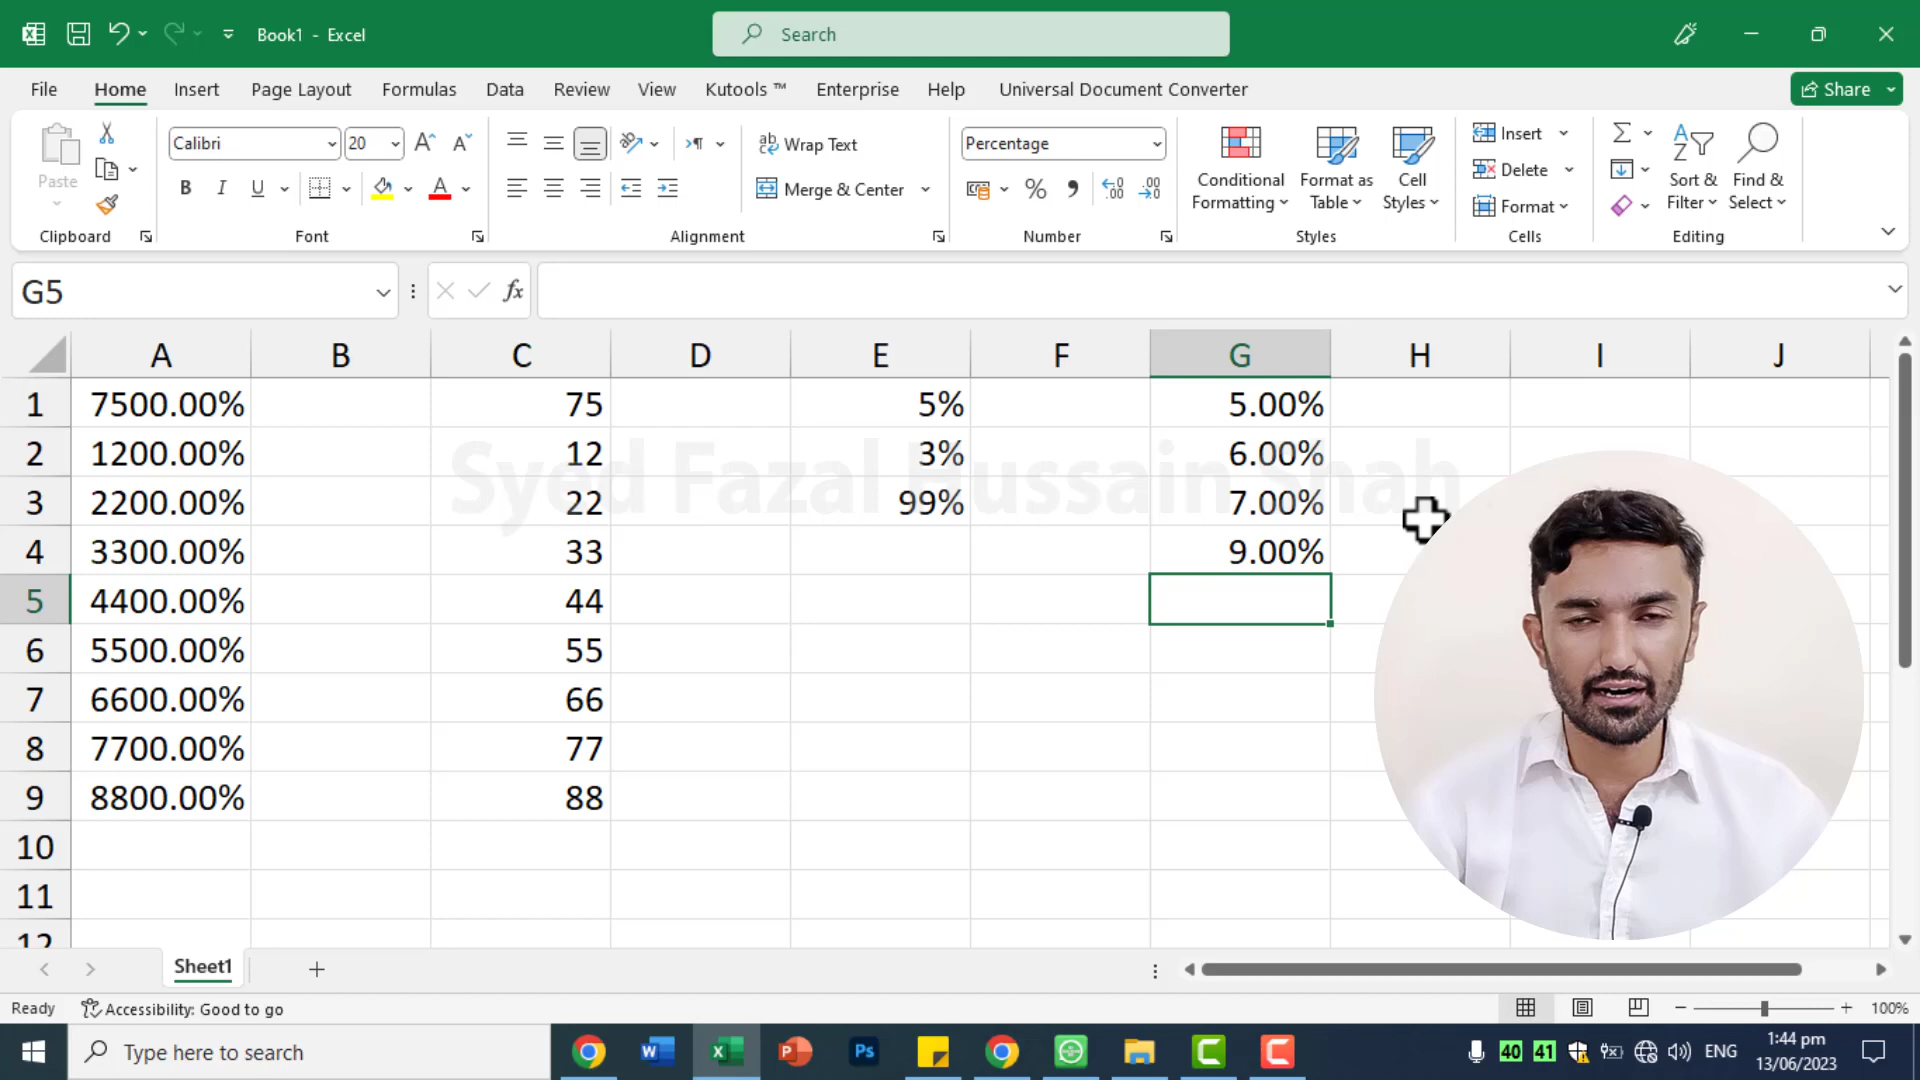 Book1 - Excel
Search
File Home Insert Page Layout Formulas Data Review View Kutools ™ Enterprise Help Universal Document Converter Share
Paste
Clipboard
Calibri 20
B I U A
Font
Wrap Text
Merge & Center
Alignment
Percentage
%
Number
Conditional Formatting
Format as Table
Cell Styles
Styles
Insert
Delete
Format
Cells
Sort & Filter
Find & Select
Editing
G5
fx
A B C D E F G H I J
1 7500.00% 75 5% 5.00%
2 1200.00% 12 3% 6.00%
3 2200.00% 22 99% 7.00%
4 3300.00% 33 9.00%
5 4400.00% 44
6 5500.00% 55
7 6600.00% 66
8 7700.00% 77
9 8800.00% 88
10
11
12
Syed Fazal Hussain Shah
Sheet1
Ready Accessibility: Good to go 100%
Type here to search
40 41 ENG
1:44 pm
13/06/2023